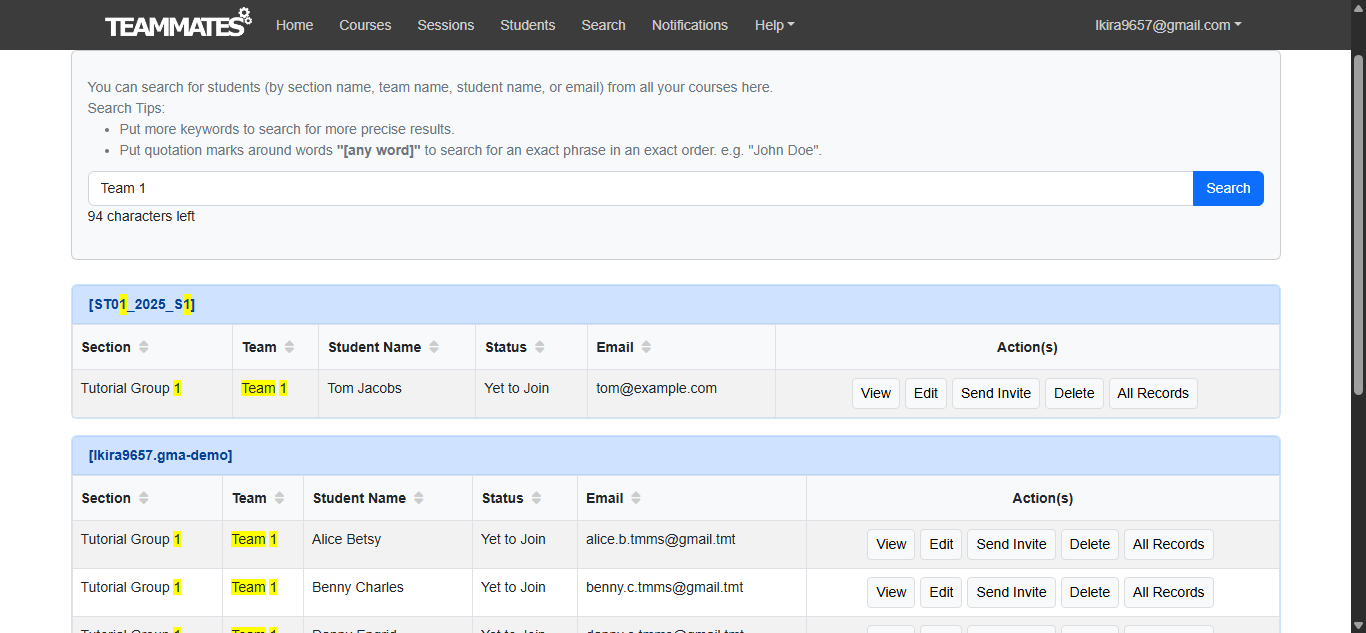 TEAMMATES Home Courses Sessions Students Search Notifications Help lkira9657@gmail.com
You can search for students (by section name, team name, student name, or email) from all your courses here.
Search Tips:
• Put more keywords to search for more precise results.
• Put quotation marks around words "[any word]" to search for an exact phrase in an exact order. e.g. "John Doe".
Team 1 Search
94 characters left
[ST01_2025_S1]
Section Team Student Name Status Email Action(s)
Tutorial Group 1 Team 1 Tom Jacobs Yet to Join tom@example.com View Edit Send Invite Delete All Records
[lkira9657.gma-demo]
Section Team Student Name Status Email Action(s)
Tutorial Group 1 Team 1 Alice Betsy Yet to Join alice.b.tmms@gmail.tmt View Edit Send Invite Delete All Records
Tutorial Group 1 Team 1 Benny Charles Yet to Join benny.c.tmms@gmail.tmt View Edit Send Invite Delete All Records